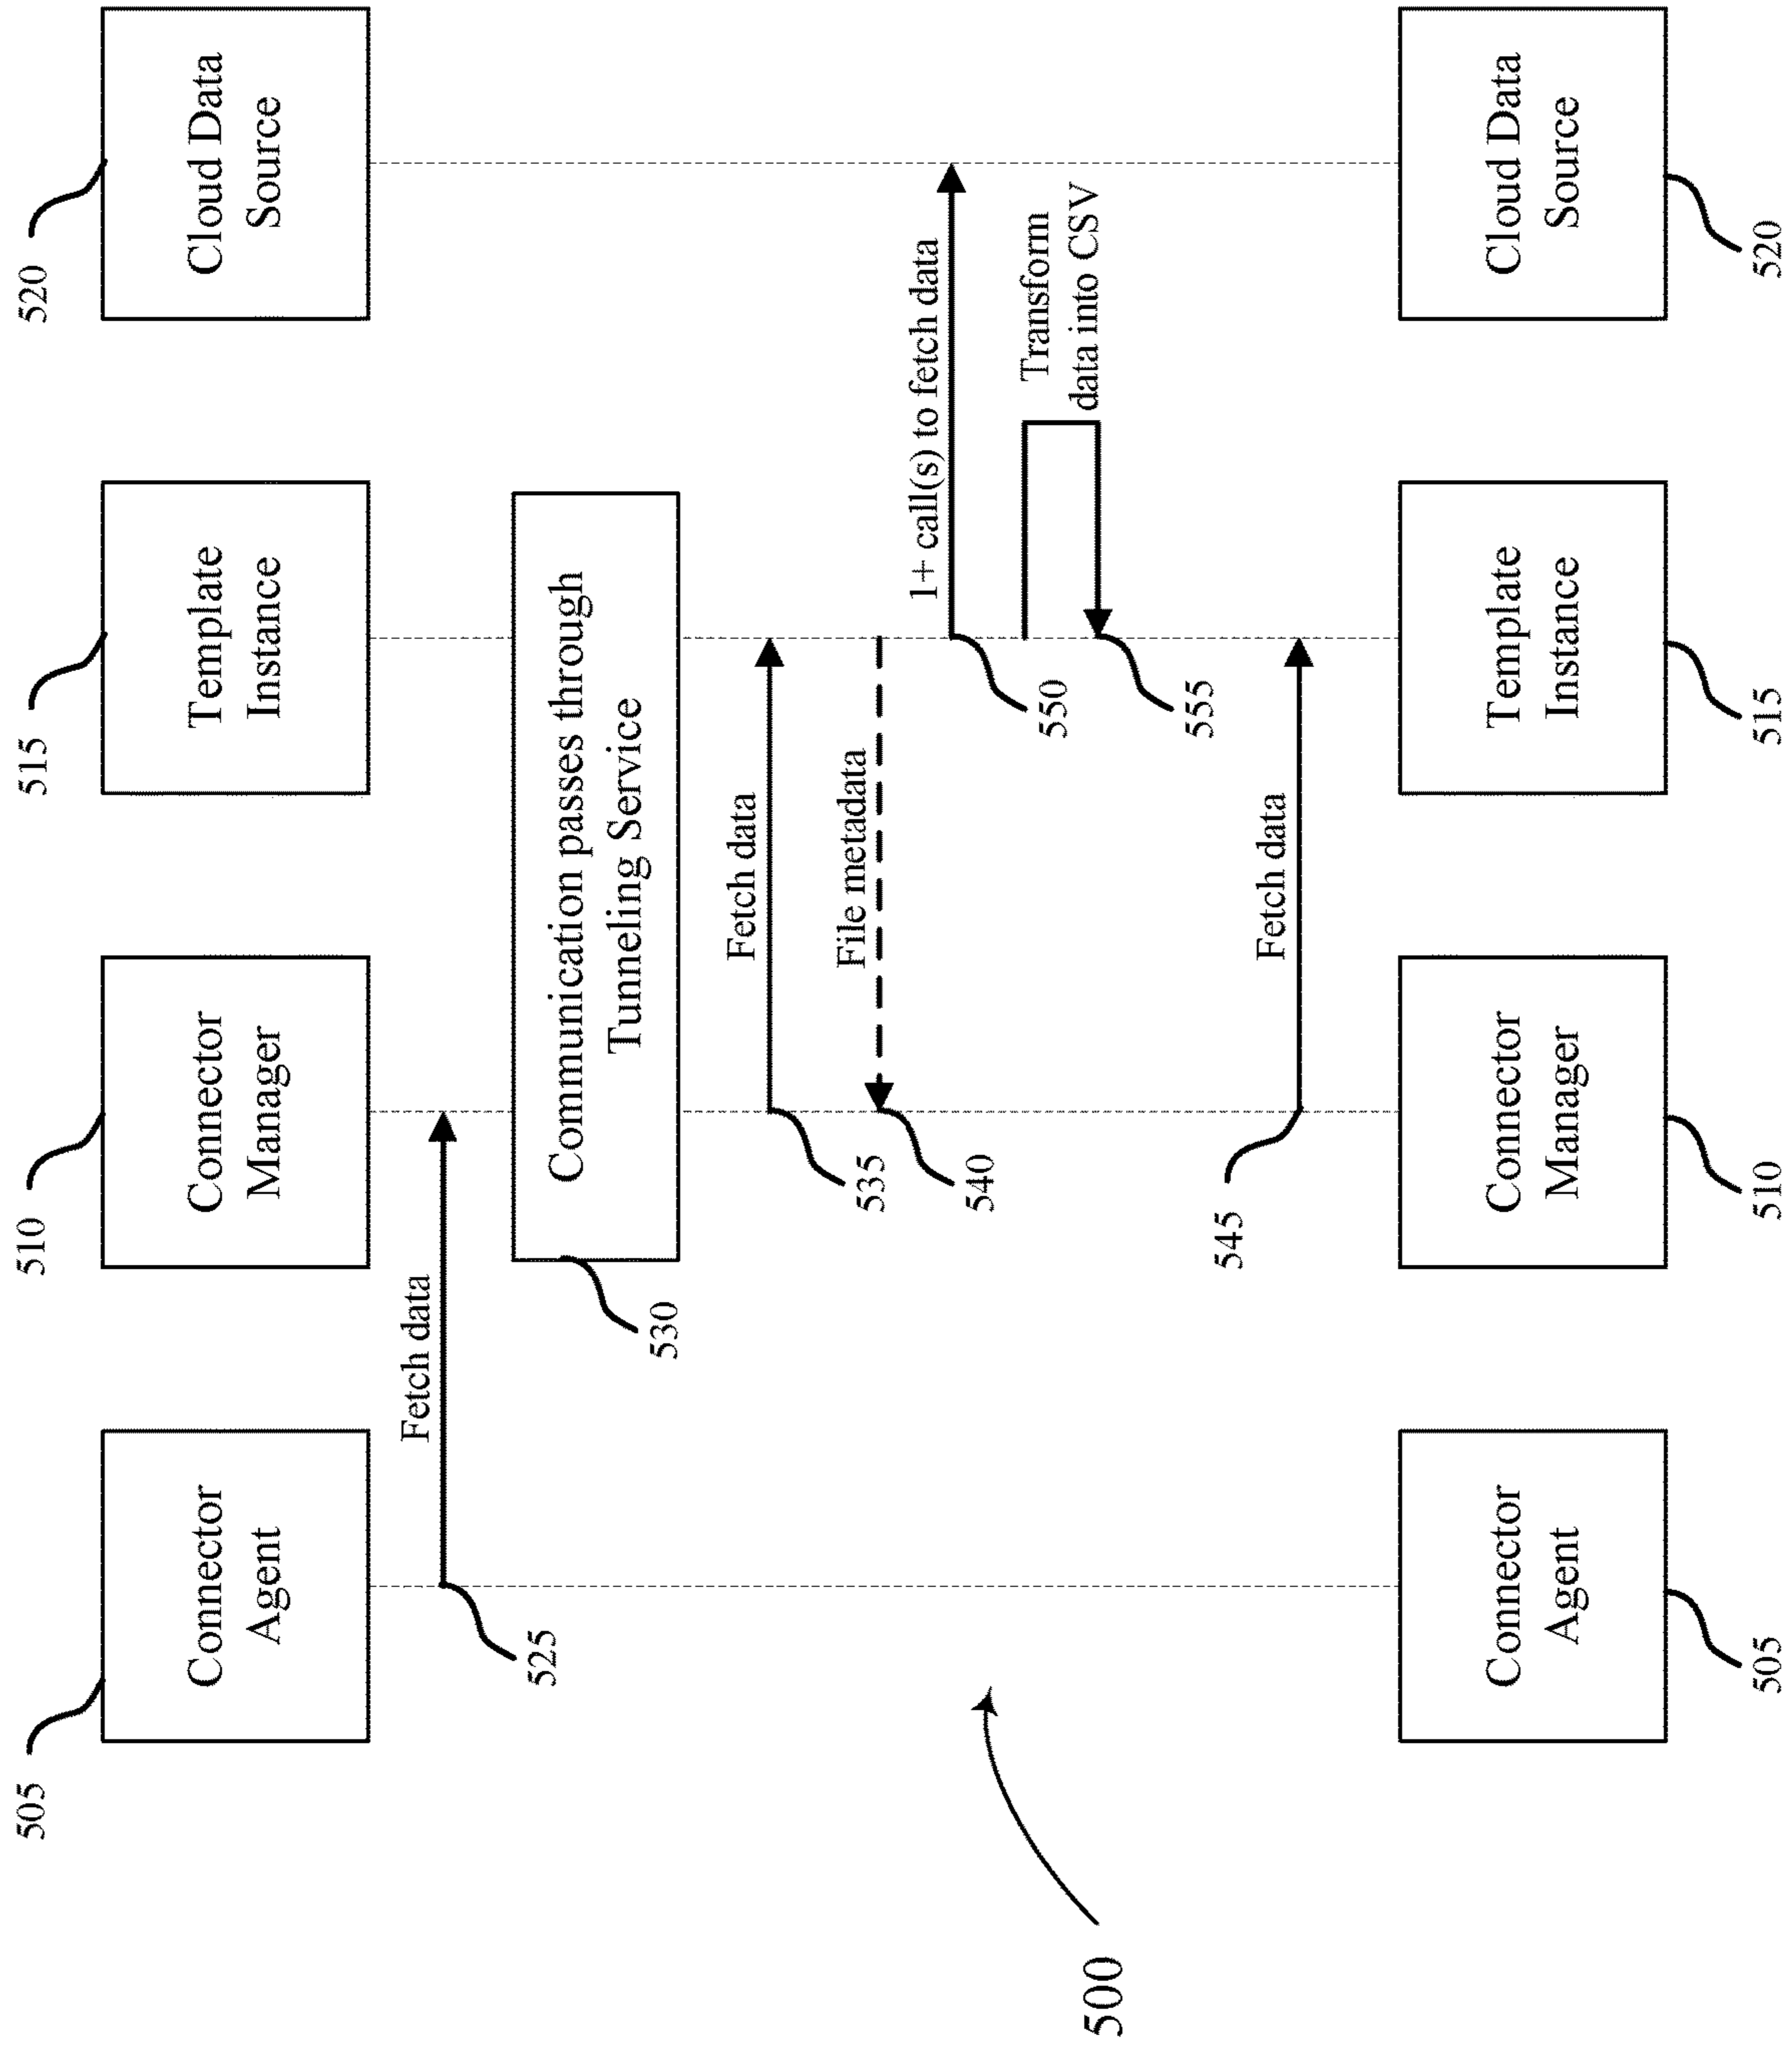 505
510
515
520
Connector
Agent
Connector
Manager
Template
Instance
Cloud Data
Source
Fetch data
525
Communication passes through
Tunneling Service
530
Fetch data
535
File metadata
540
1+ call(s) to fetch data
550
Transform
data into CSV
555
500
Fetch data
545
Connector
Agent
Connector
Manager
Template
Instance
Cloud Data
Source
505
510
515
520